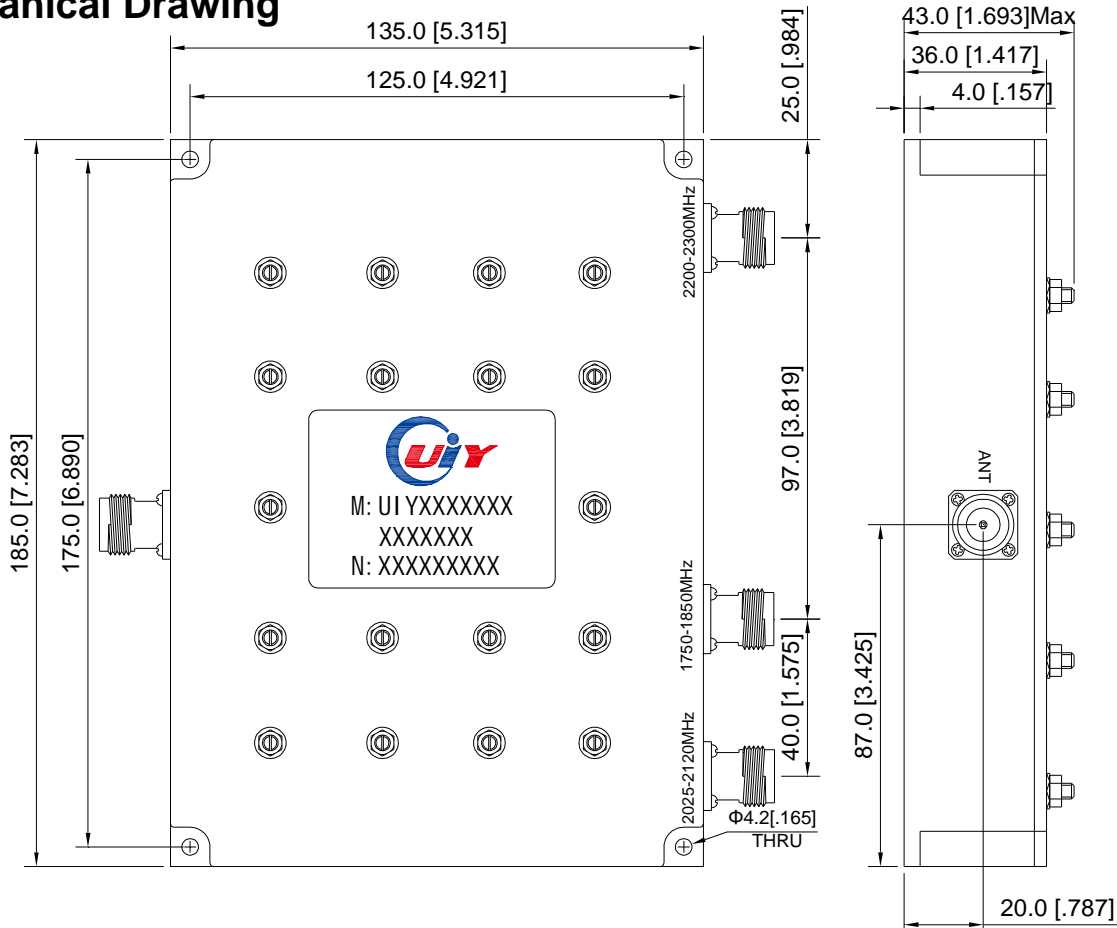 anical Drawing
135.0 [5.315]
125.0 [4.921]
25.0 [.984]
43.0 [1.693]Max
36.0 [1.417]
4.0 [.157]
2200-2300MHz
97.0 [3.819]
185.0 [7.283]
175.0 [6.890]
UiY
M: UIYXXXXXXXX
XXXXXXX
N: XXXXXXXXX
ANT
1750-1850MHz
40.0 [1.575]
87.0 [3.425]
2025-2120MHz
Φ4.2[.165]
THRU
20.0 [.787]